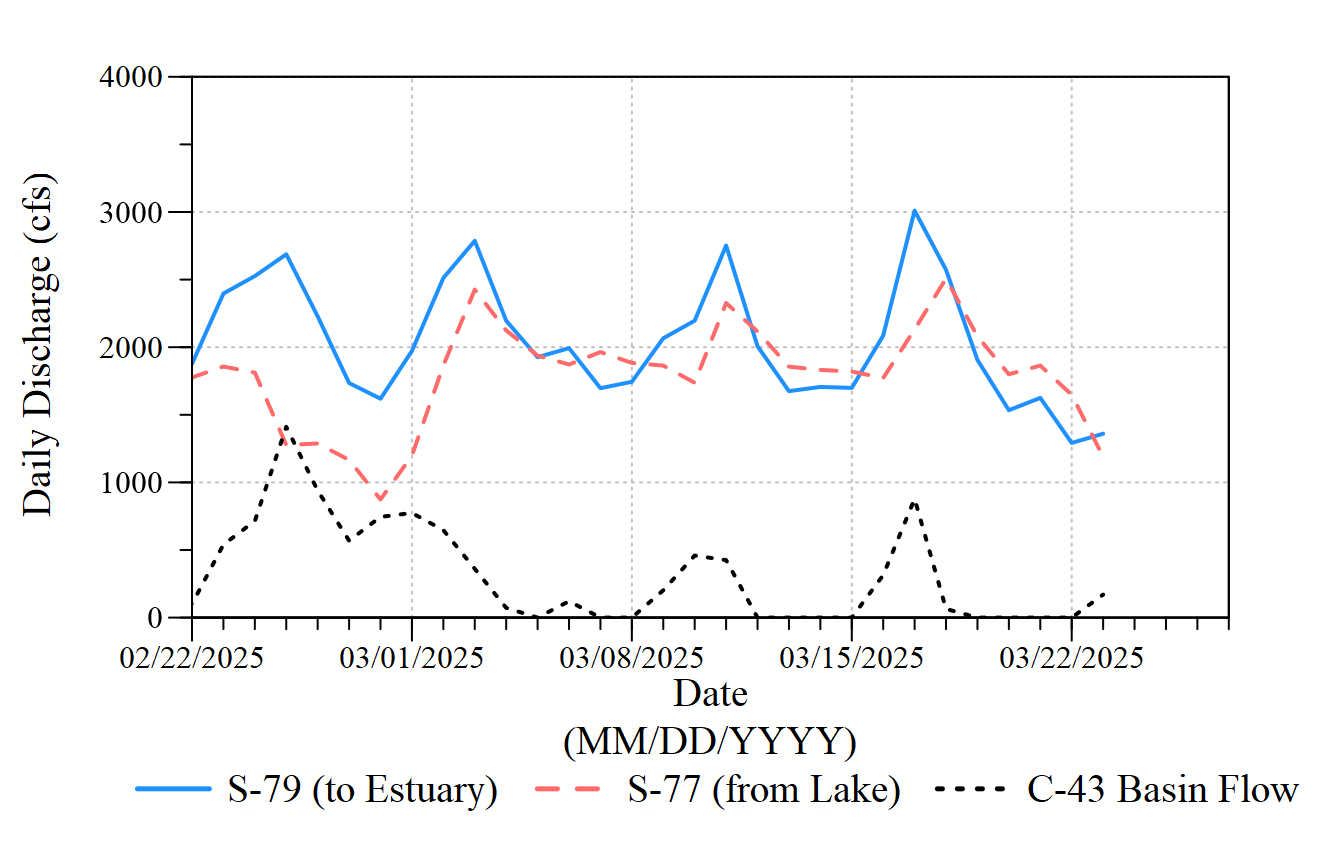 4000
3000
2000
1000
0
Daily Discharge (cfs)
02/22/2025 03/01/2025 03/08/2025 03/15/2025 03/22/2025
Date
(MM/DD/YYYY)
S-79 (to Estuary) S-77 (from Lake) C-43 Basin Flow